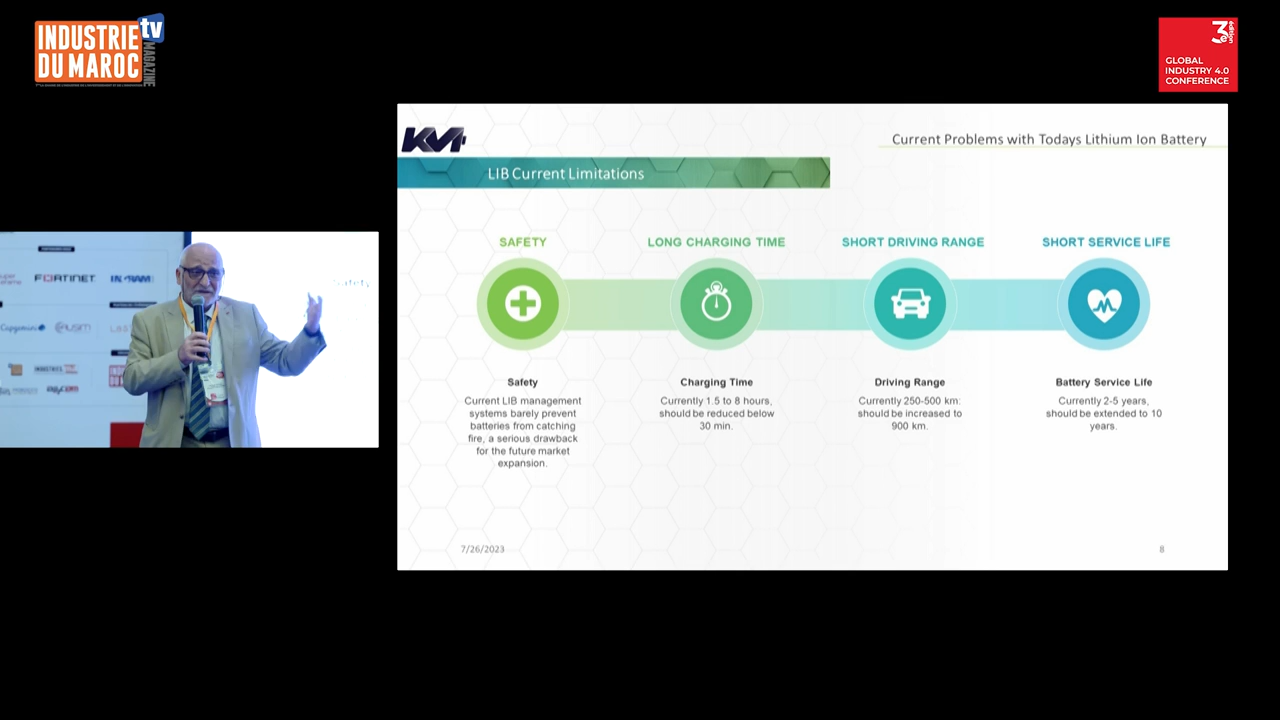 INDUSTRIE
DU MAROC
tv
MAGAZINE
3e
édition
GLOBAL
INDUSTRY 4.0
CONFERENCE
KVI
Current Problems with Todays Lithium Ion Battery
LIB Current Limitations
SAFETY
LONG CHARGING TIME
SHORT DRIVING RANGE
SHORT SERVICE LIFE
Safety
Current LIB management
systems barely prevent
batteries from catching
fire, a serious drawback
for the future market
expansion.
Charging Time
Currently 1.5 to 8 hours,
should be reduced below
30 min.
Driving Range
Currently 250-500 km:
should be increased to
900 km.
Battery Service Life
Currently 2-5 years,
should be extended to 10
years.
7/26/2023
8
FORTINET
Capgemini
Safety